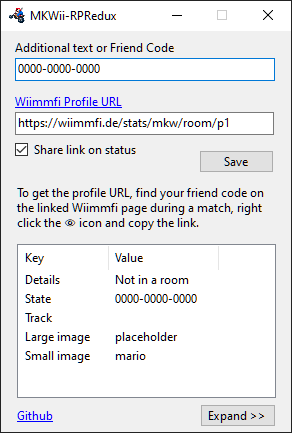 MKWii-RPRedux
Additional text or Friend Code
0000-0000-0000
Wiimmfi Profile URL
https://wiimmfi.de/stats/mkw/room/p1
Share link on status
Save
To get the profile URL, find your friend code on
the linked Wiimmfi page during a match, right
click the 👁 icon and copy the link.
Key Value
Details Not in a room
State 0000-0000-0000
Track
Large image placeholder
Small image mario
Github
Expand >>